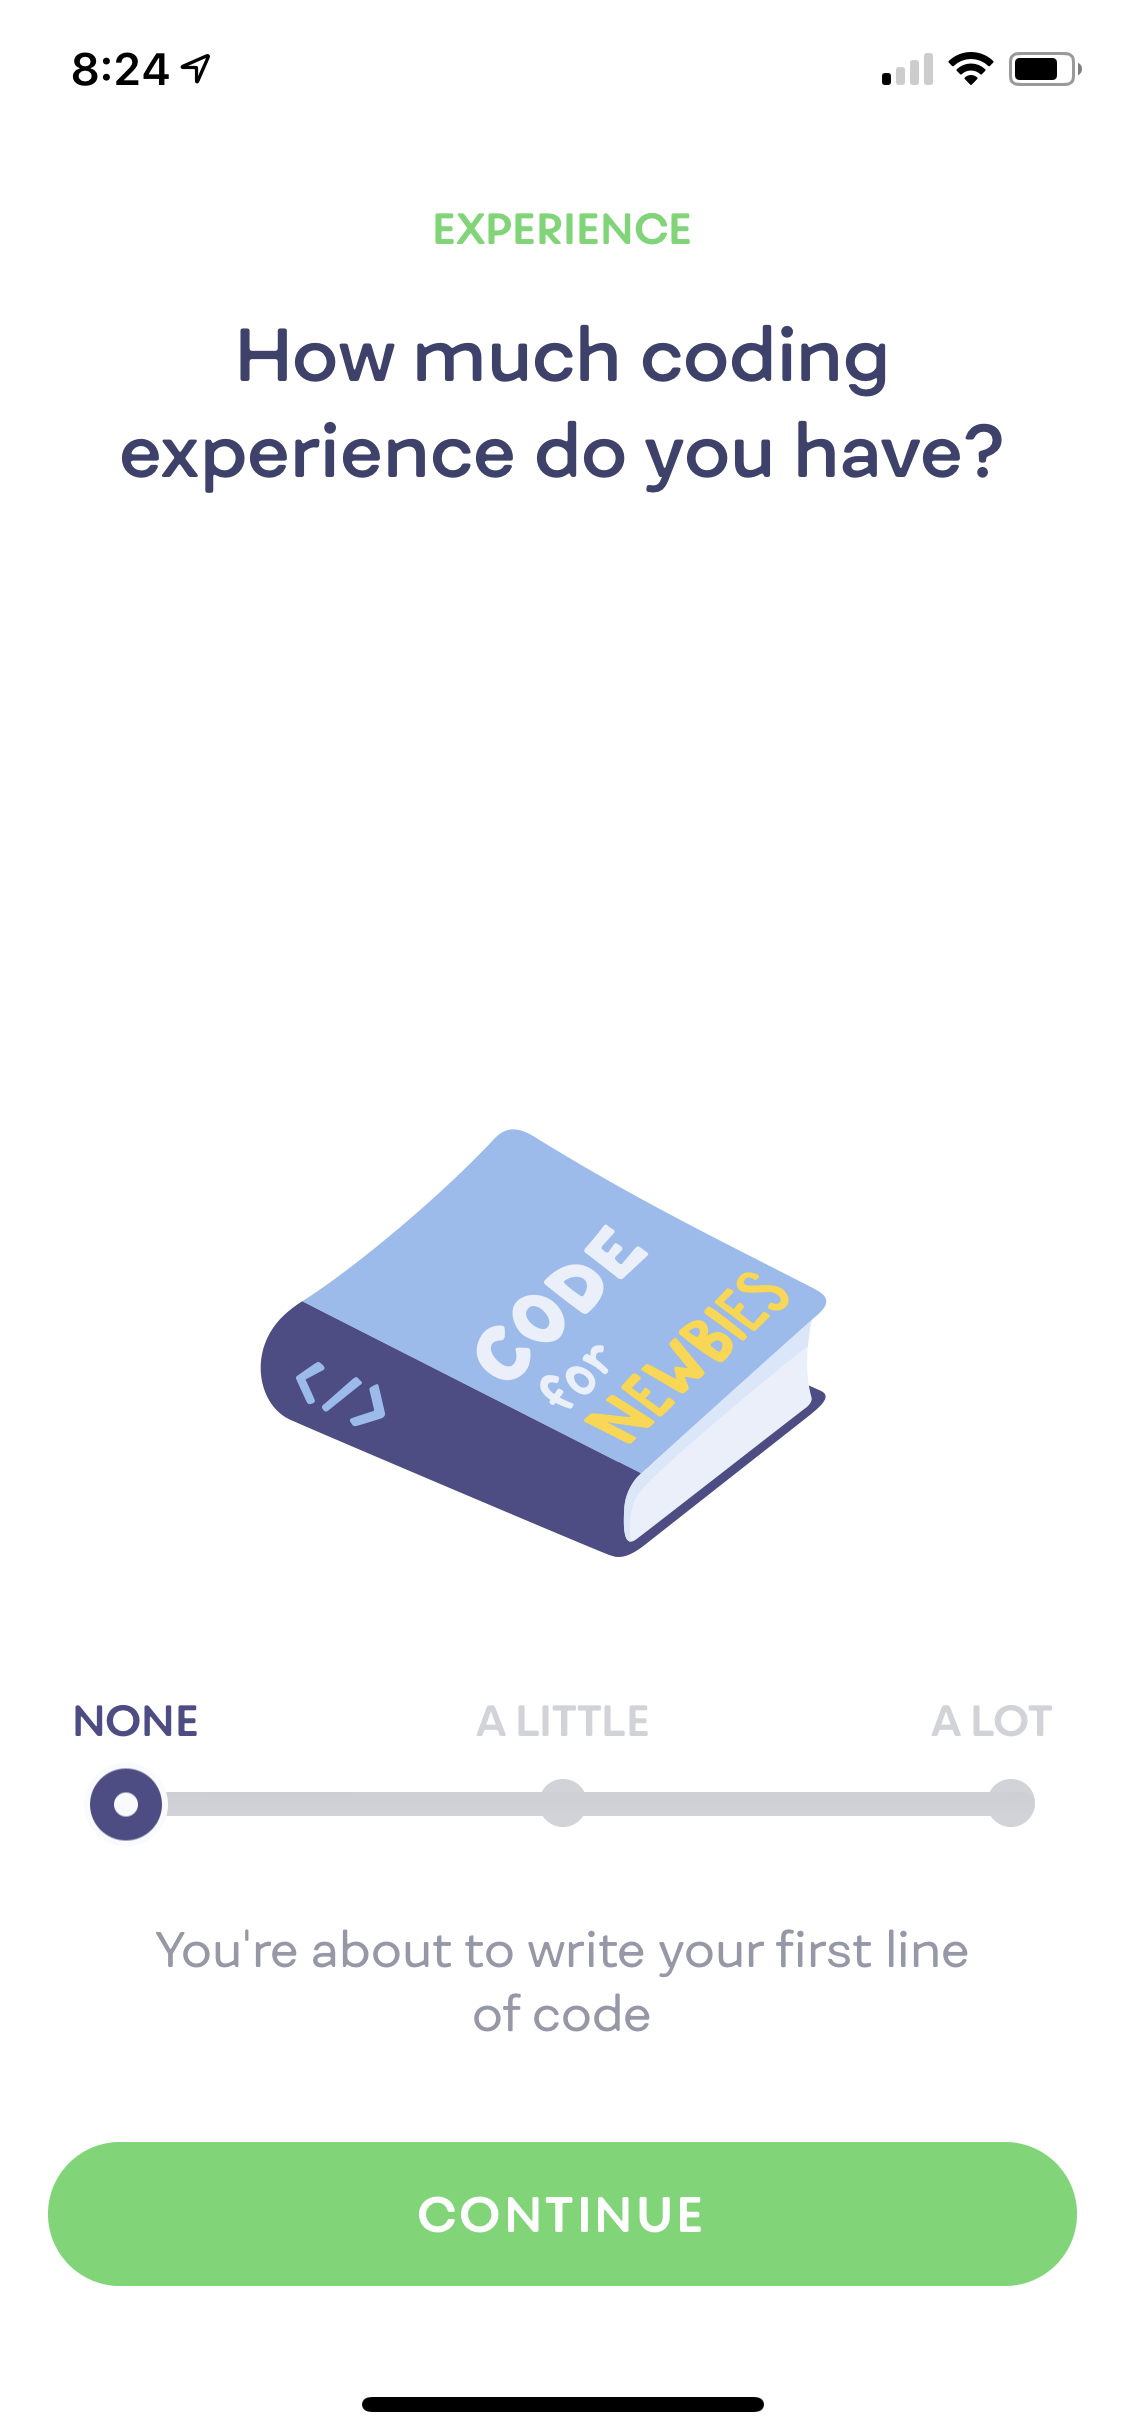 8:24
EXPERIENCE
How much coding
experience do you have?
CODE
for
NEWBIES
</>
NONE
A LITTLE
A LOT
You're about to write your first line
of code
CONTINUE